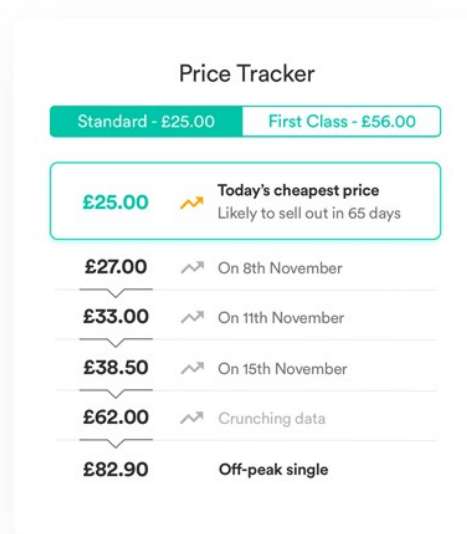 Price Tracker
Standard - £25.00 First Class - £56.00
£25.00 Today's cheapest price
Likely to sell out in 65 days
£27.00 On 8th November
£33.00 On 11th November
£38.50 On 15th November
£62.00 Crunching data
£82.90 Off-peak single